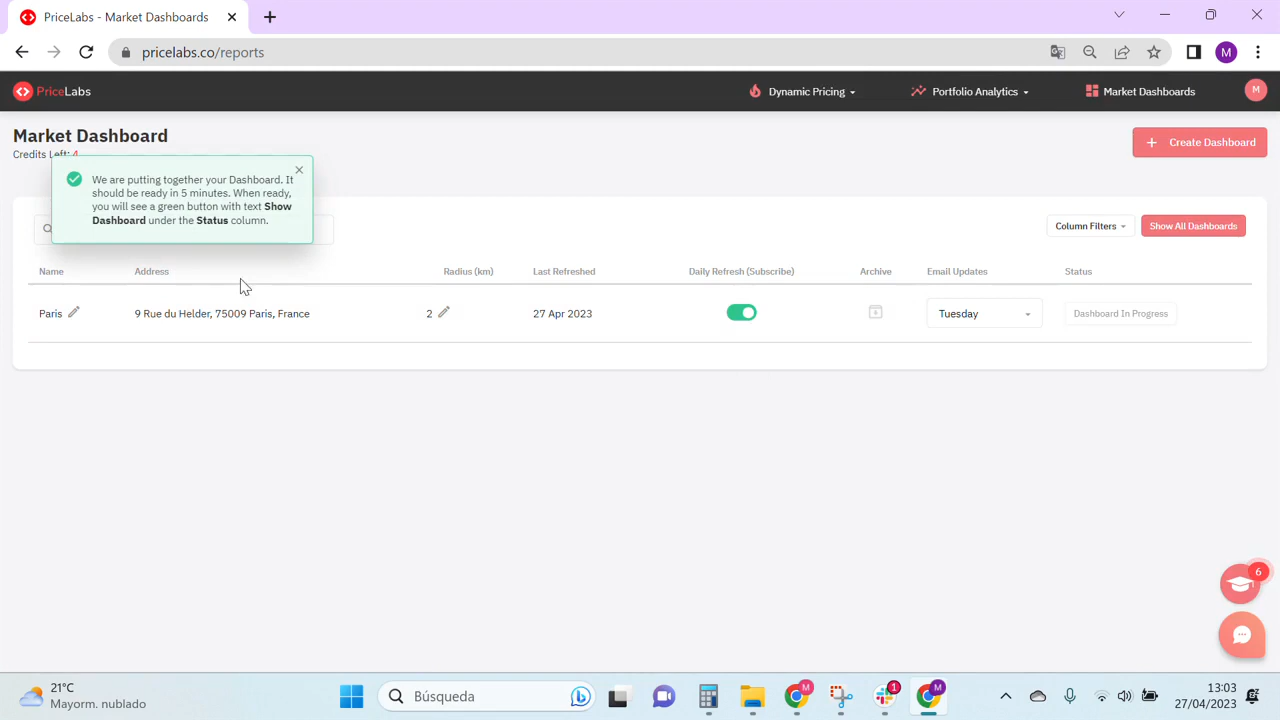 PriceLabs - Market Dashboards
pricelabs.co/reports
M
PriceLabs
Dynamic Pricing
Portfolio Analytics
Market Dashboards
M
Market Dashboard
Credits Left: 4
Create Dashboard
We are putting together your Dashboard. It
should be ready in 5 minutes. When ready,
you will see a green button with text Show
Dashboard under the Status column.
Column Filters
Show All Dashboards
Name
Address
Radius (km)
Last Refreshed
Daily Refresh (Subscribe)
Archive
Email Updates
Status
Paris
9 Rue du Helder, 75009 Paris, France
2
27 Apr 2023
Tuesday
Dashboard In Progress
6
21°C
Mayorm. nublado
Búsqueda
M
1
M
13:03
27/04/2023